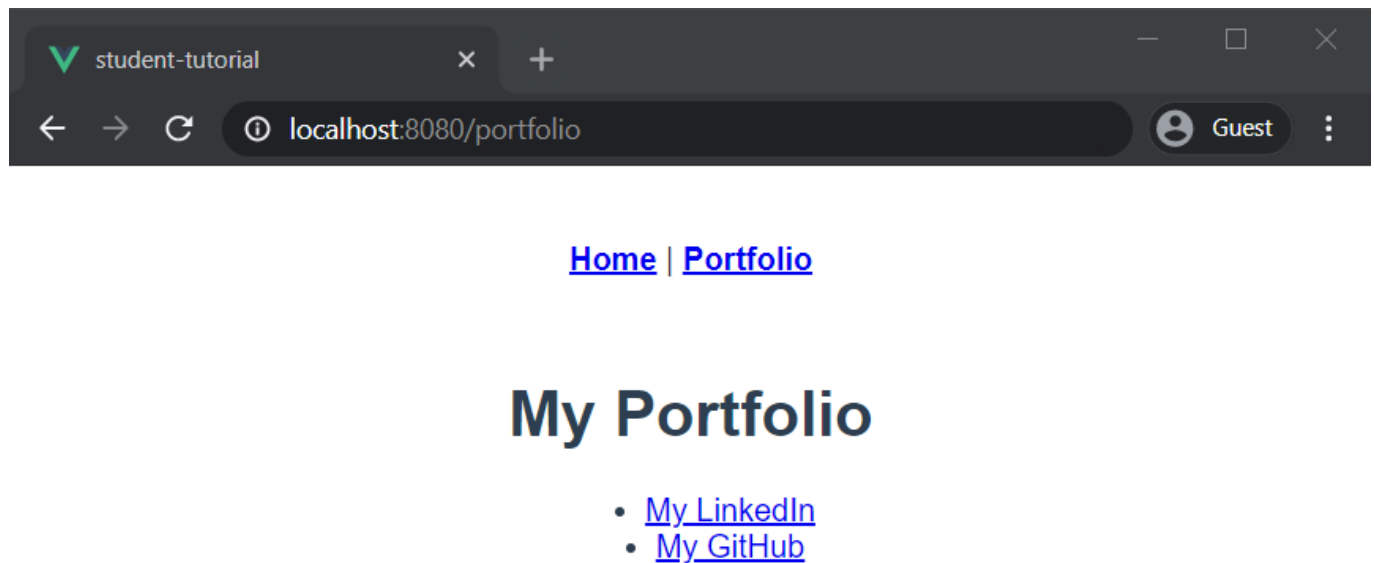 student-tutorial
localhost:8080/portfolio Guest
Home | Portfolio
My Portfolio
• My LinkedIn
• My GitHub